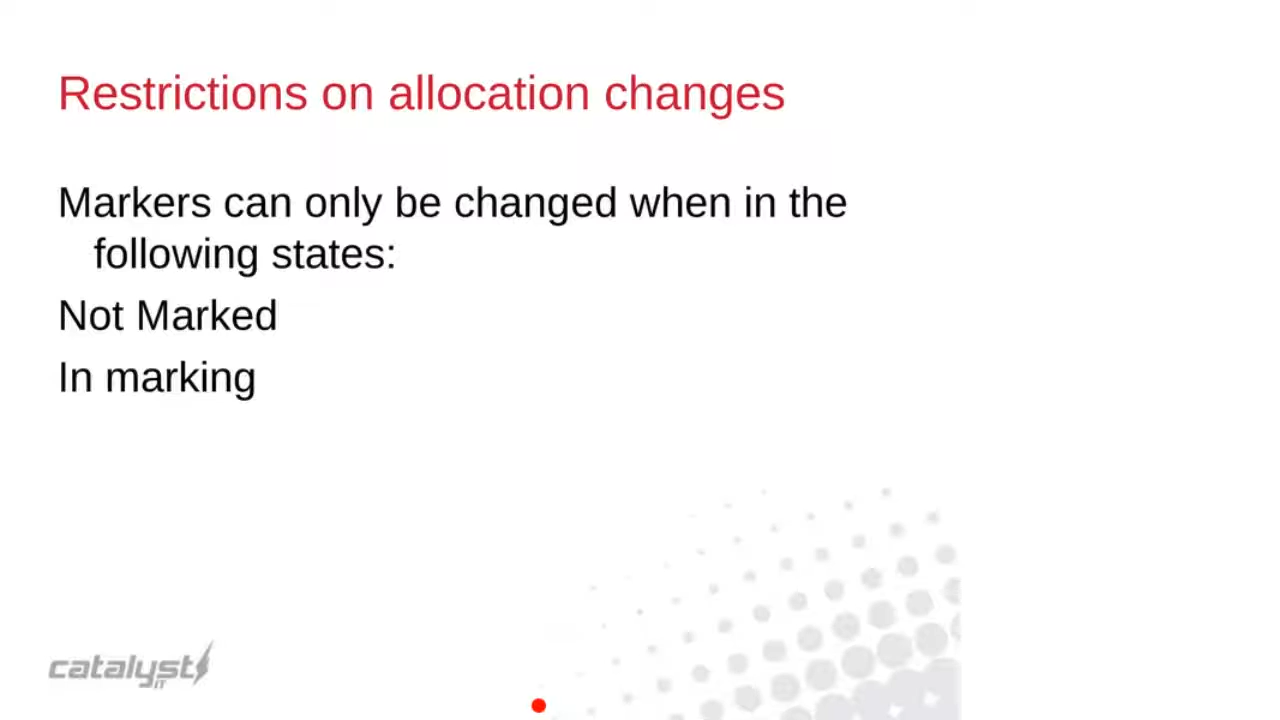 Restrictions on allocation changes
Markers can only be changed when in the
following states:
Not Marked
In marking
catalyst
IT